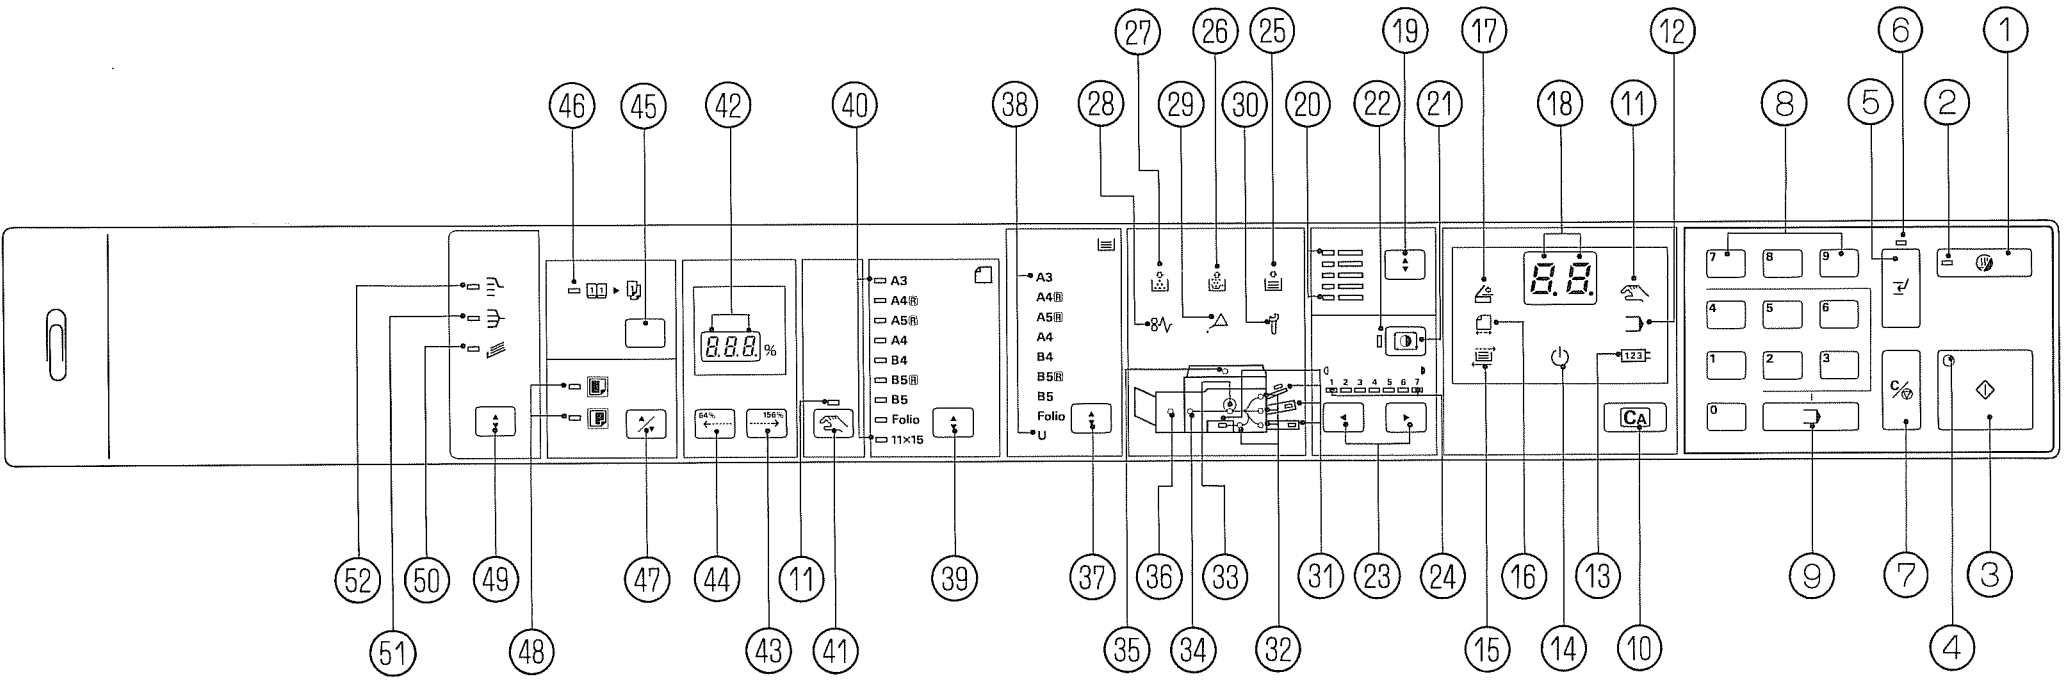 27 26 25 19 17 12 6 1
46 45 42 40 38 28 29 30 20 22 21 18 11 8 5 2
1 1 1
8.8.8. %
64% 156%
A3
A4R
A5R
A4
B4
B5R
B5
Folio
11×15
A3
A4R
A5R
A4
B4
B5R
B5
Folio
U
1 2 3 4 5 6 7
8.8.
123
CA
7 8 9
4 5 6
1 2 3
0
C/
52 50 49 47 44 11 39 37 36 33 31 23 24 16 13 9 7 3
51 48 43 41 35 34 32 15 14 10 4